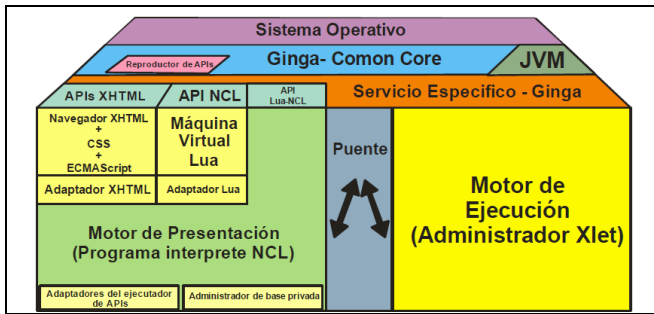 Sistema Operativo
Reproductor de APIs
Ginga- Comon Core
JVM
APIs XHTML
API NCL
API
Lua-NCL
Servicio Especifico - Ginga
Navegador XHTML
+
CSS
+
ECMAScript
Máquina
Virtual
Lua
Puente
Adaptador XHTML
Adaptador Lua
Motor de
Ejecución
(Administrador Xlet)
Motor de Presentación
(Programa interprete NCL)
Adaptadores del ejecutador
de APIs
Administrador de base privada